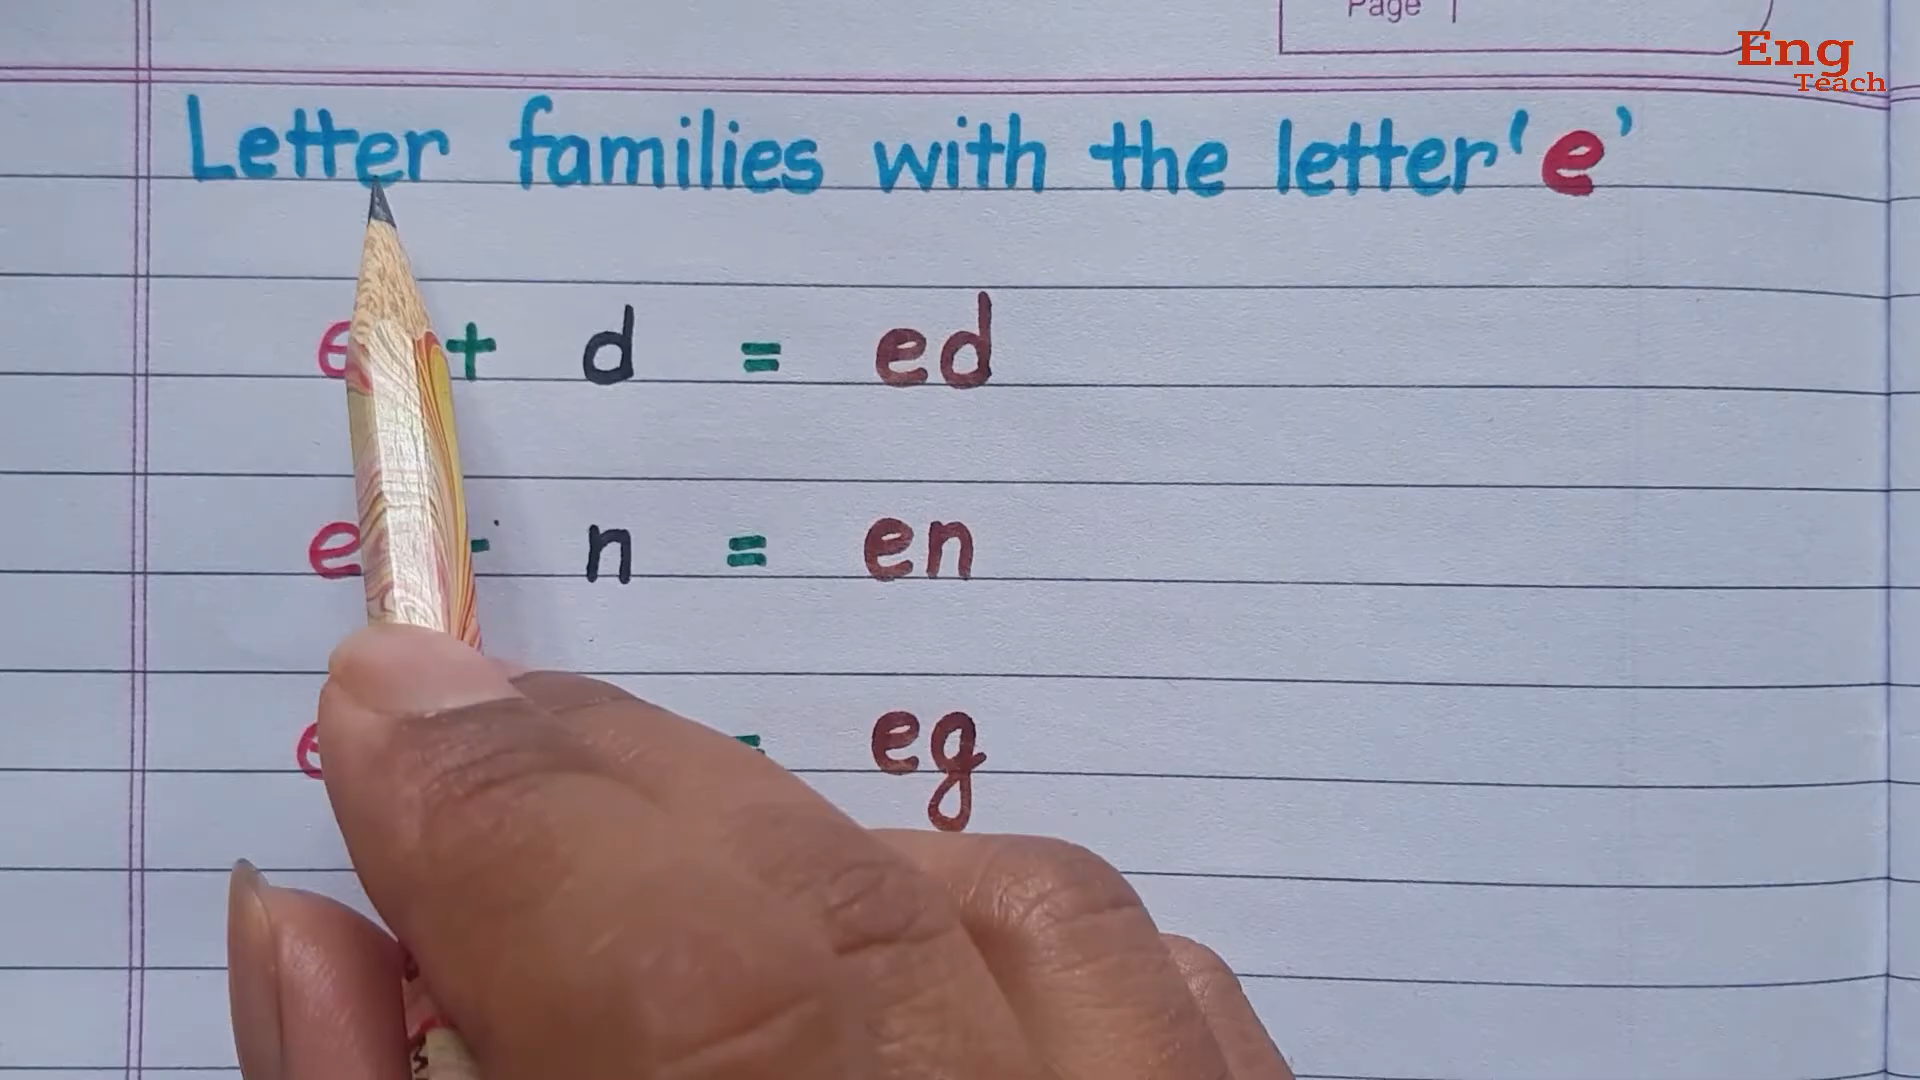 Page
Eng
Teach
Letter families with the letter 'e'
e + d = ed
e n = en
e = eg